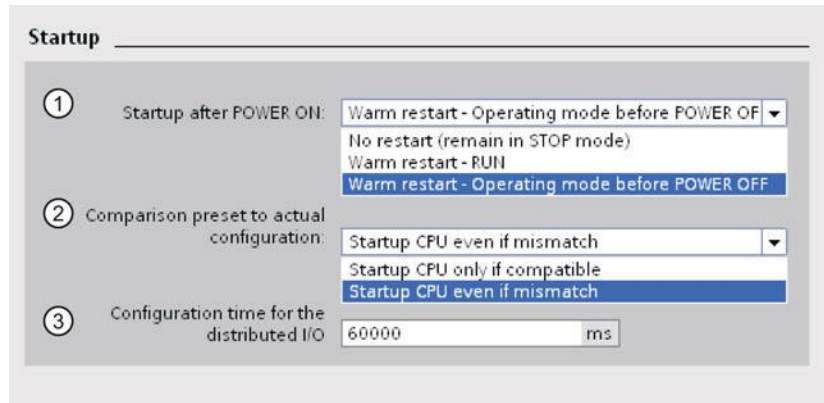 Startup
1
Startup after POWER ON:
Warm restart - Operating mode before POWER OF
No restart (remain in STOP mode)
Warm restart - RUN
Warm restart - Operating mode before POWER OFF
2
Comparison preset to actual
configuration:
Startup CPU even if mismatch
Startup CPU only if compatible
Startup CPU even if mismatch
3
Configuration time for the
distributed I/O
60000 ms